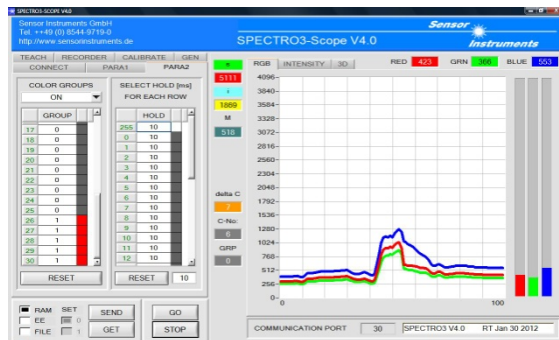 SPECTRO3-SCOPE V4.0
Sensor Instruments GmbH
Tel. ++49 (0) 8544-9719-0
http://www.sensorinstruments.de
SPECTRO3-Scope V4.0
Sensor
Instruments
TEACH RECORDER CALIBRATE GEN
CONNECT PARA1 PARA2
COLOR GROUPS
ON
GROUP
17 0
18 0
19 0
20 0
21 0
22 0
23 0
24 0
25 0
26 1
27 1
28 1
29 1
30 1
RESET
SELECT HOLD [ms]
FOR EACH ROW
HOLD
255 10
0 10
1 10
2 10
3 10
4 10
5 10
6 10
7 10
8 10
9 10
10 10
11 10
12 10
RESET 10
RAM SET
EE 0
FILE 1
SEND
GET
GO
STOP
5111
1869
M
518
delta C
7
C-No:
6
GRP
0
RGB INTENSITY 3D
RED 423 GRN 366 BLUE 553
4096
3840
3584
3328
3072
2816
2560
2304
2048
1792
1536
1280
1024
768
512
256
0
0 100
COMMUNICATION PORT 30 SPECTRO3 V4.0 RT Jan 30 2012